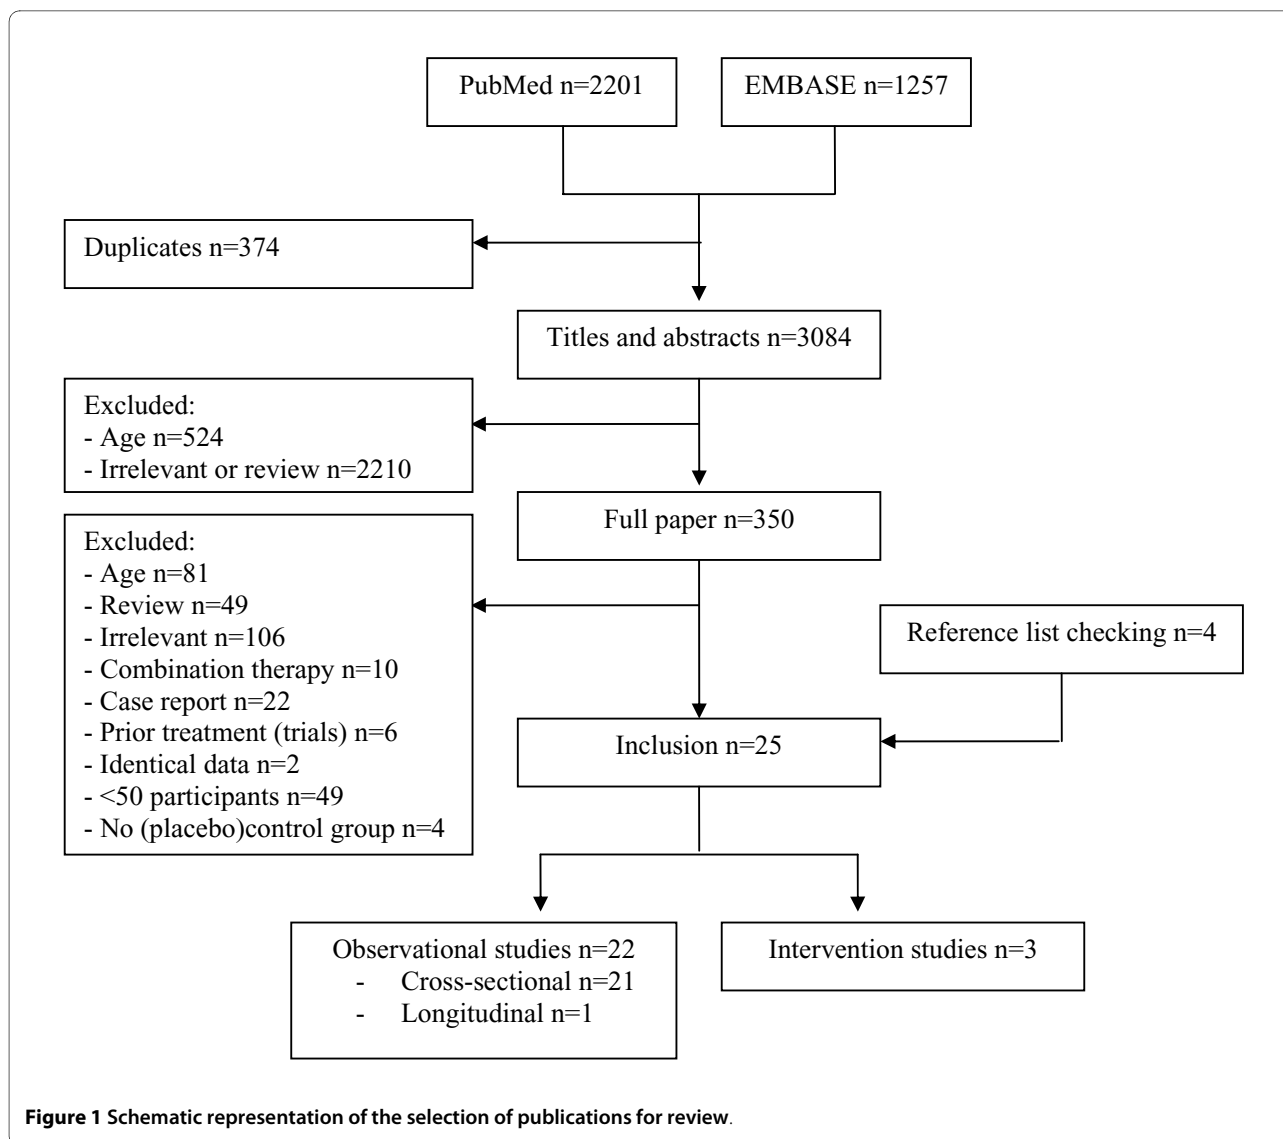 PubMed n=2201
EMBASE n=1257
Duplicates n=374
Titles and abstracts n=3084
Excluded:
- Age n=524
- Irrelevant or review n=2210
Full paper n=350
Excluded:
- Age n=81
- Review n=49
- Irrelevant n=106
- Combination therapy n=10
- Case report n=22
- Prior treatment (trials) n=6
- Identical data n=2
- <50 participants n=49
- No (placebo)control group n=4
Reference list checking n=4
Inclusion n=25
Observational studies n=22
- Cross-sectional n=21
- Longitudinal n=1
Intervention studies n=3
Figure 1 Schematic representation of the selection of publications for review.